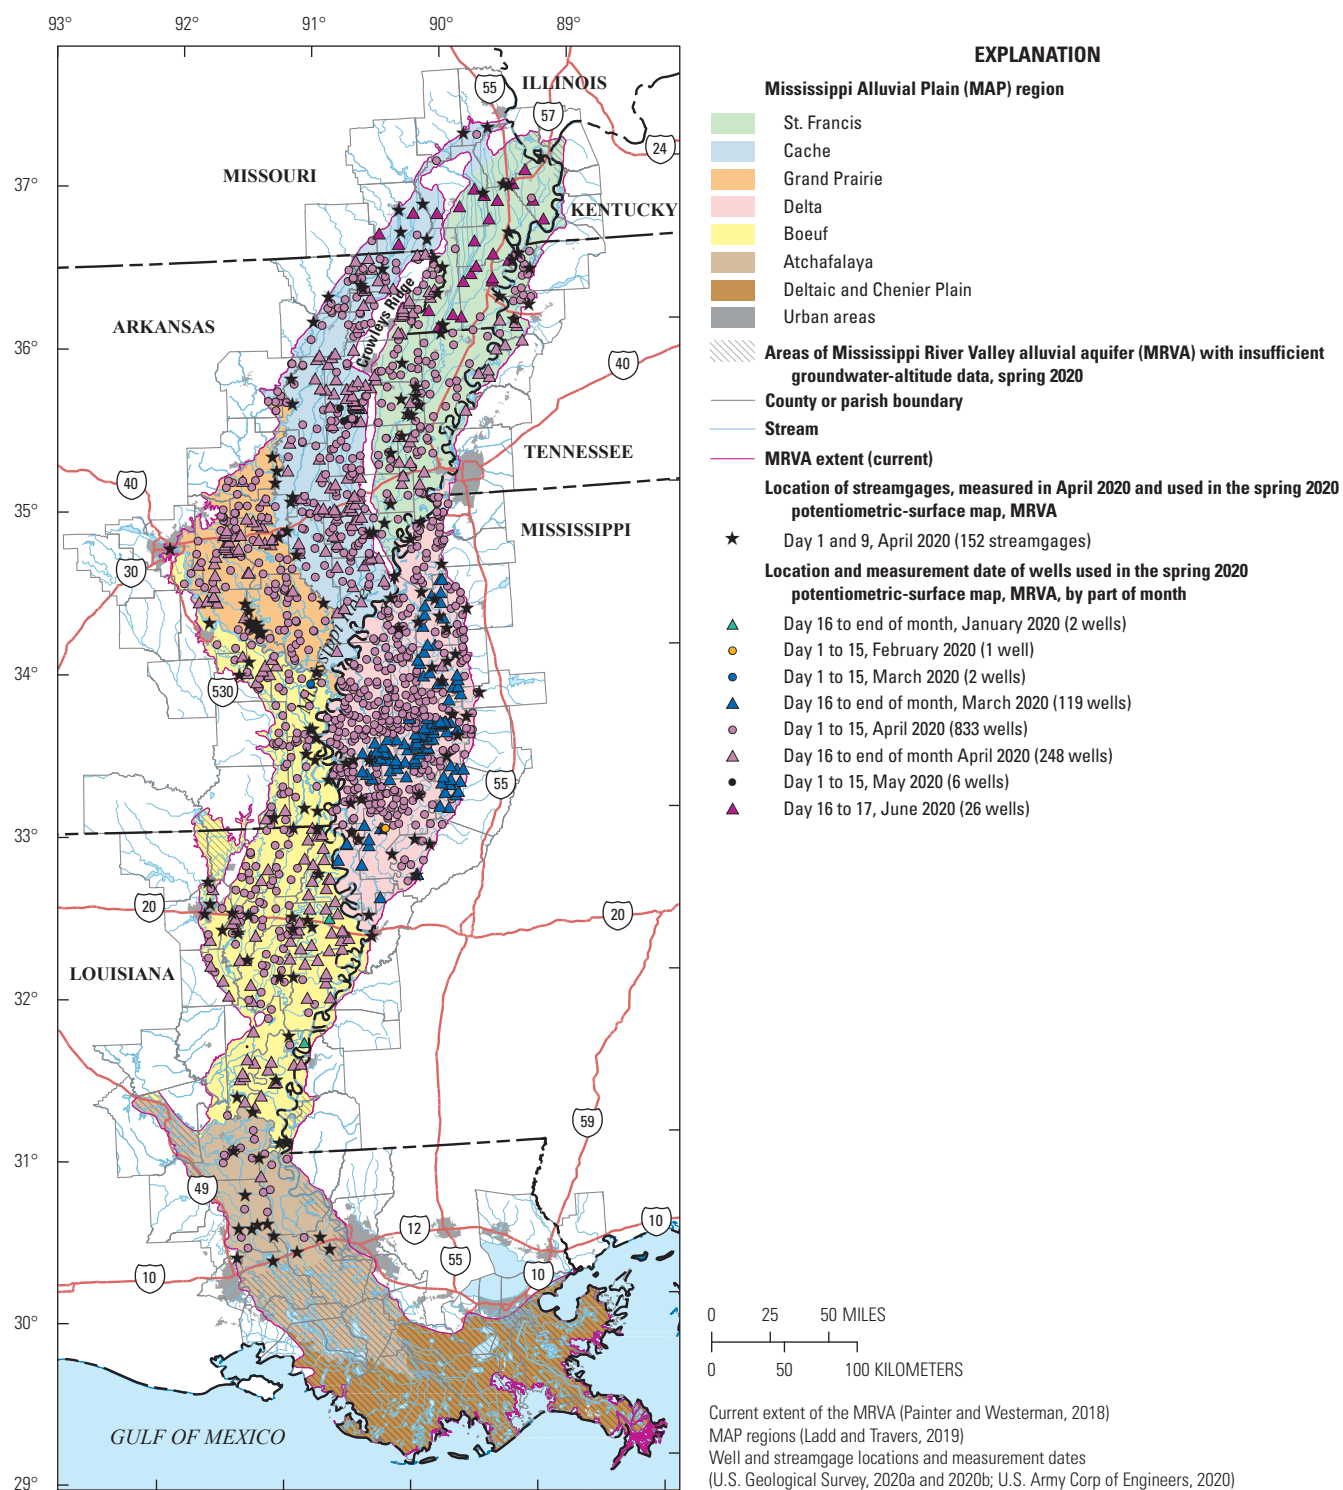 93°
92°
91°
90°
89°
37°
36°
35°
34°
33°
32°
31°
30°
29°
ILLINOIS
MISSOURI
KENTUCKY
ARKANSAS
Crowleys Ridge
TENNESSEE
MISSISSIPPI
LOUISIANA
GULF OF MEXICO
55
57
24
40
40
30
530
55
20
20
59
49
12
55
10
10
10
EXPLANATION
Mississippi Alluvial Plain (MAP) region
St. Francis
Cache
Grand Prairie
Delta
Boeuf
Atchafalaya
Deltaic and Chenier Plain
Urban areas
Areas of Mississippi River Valley alluvial aquifer (MRVA) with insufficient
groundwater-altitude data, spring 2020
County or parish boundary
Stream
MRVA extent (current)
Location of streamgages, measured in April 2020 and used in the spring 2020
potentiometric-surface map, MRVA
Day 1 and 9, April 2020 (152 streamgages)
Location and measurement date of wells used in the spring 2020
potentiometric-surface map, MRVA, by part of month
Day 16 to end of month, January 2020 (2 wells)
Day 1 to 15, February 2020 (1 well)
Day 1 to 15, March 2020 (2 wells)
Day 16 to end of month, March 2020 (119 wells)
Day 1 to 15, April 2020 (833 wells)
Day 16 to end of month April 2020 (248 wells)
Day 1 to 15, May 2020 (6 wells)
Day 16 to 17, June 2020 (26 wells)
0 25 50 MILES
0 50 100 KILOMETERS
Current extent of the MRVA (Painter and Westerman, 2018)
MAP regions (Ladd and Travers, 2019)
Well and streamgage locations and measurement dates
(U.S. Geological Survey, 2020a and 2020b; U.S. Army Corp of Engineers, 2020)